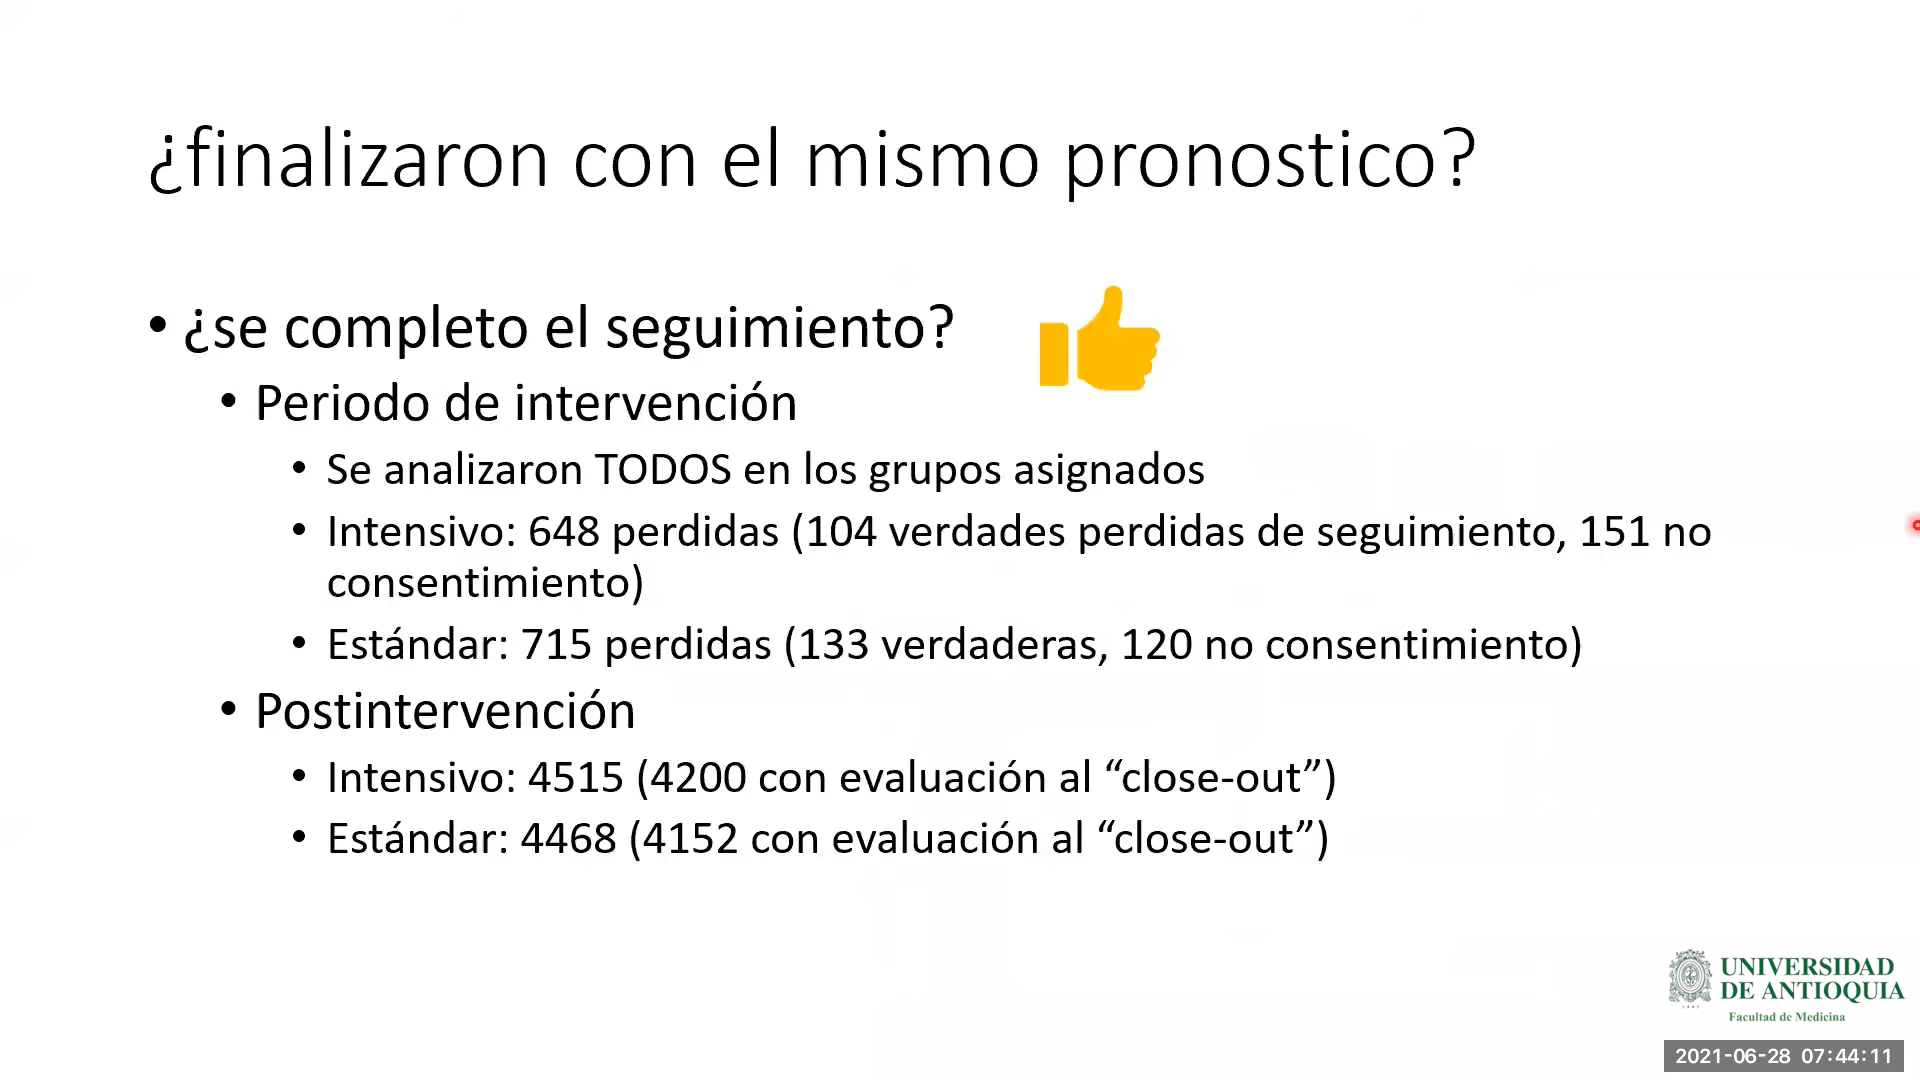 ¿finalizaron con el mismo pronostico?
• ¿se completo el seguimiento?
• Periodo de intervención
• Se analizaron TODOS en los grupos asignados
• Intensivo: 648 perdidas (104 verdades perdidas de seguimiento, 151 no
consentimiento)
• Estándar: 715 perdidas (133 verdaderas, 120 no consentimiento)
• Postintervención
• Intensivo: 4515 (4200 con evaluación al “close-out”)
• Estándar: 4468 (4152 con evaluación al “close-out”)
UNIVERSIDAD
DE ANTIOQUIA
Facultad de Medicina
2021-06-28 07:44:11